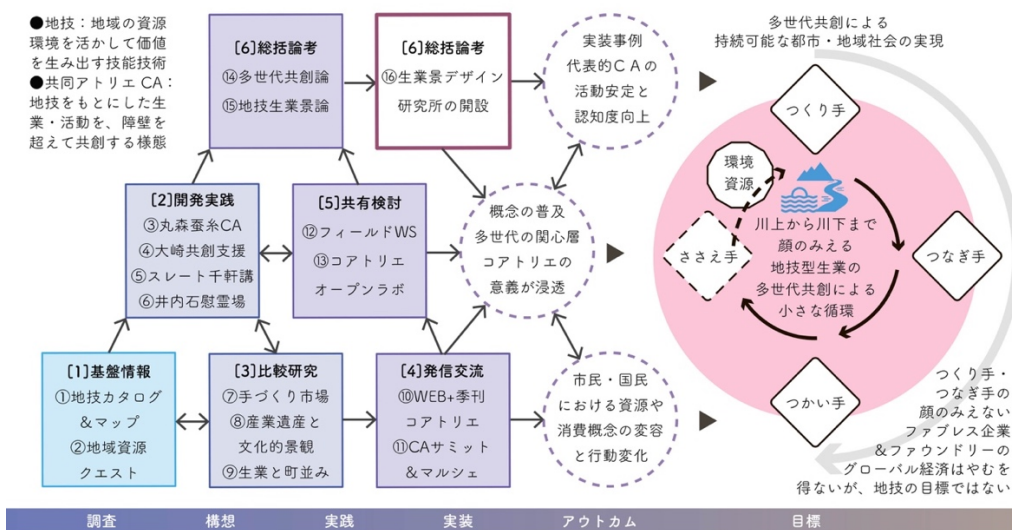 ●地技：地域の資源
環境を活かして価値
を生み出す技能技術
●共同アトリエ CA：
地技をもとにした生
業・活動を、障壁を
超えて共創する様態
[6]総括論考
⑭多世代共創論
⑮地技生業景論
[6]総括論考
⑯生業景デザイン
研究所の開設
実装事例
代表的CAの
活動安定と
認知度向上
多世代共創による
持続可能な都市・地域社会の実現
[2]開発実践
③丸森蚕糸CA
④大崎共創支援
⑤スレート千軒講
⑥井内石慰霊場
[5]共有検討
⑫フィールドWS
⑬コアトリエ
オープンラボ
概念の普及
多世代の関心層
コアトリエの
意義が浸透
つくり手
環境
資源
ささえ手
つなぎ手
つかい手
川上から川下まで
顔のみえる
地技型生業の
多世代共創による
小さな循環
[1]基盤情報
①地技カタログ
&マップ
②地域資源
クエスト
[3]比較研究
⑦手づくり市場
⑧産業遺産と
文化的景観
⑨生業と町並み
[4]発信交流
⑩WEB+季刊
コアトリエ
⑪CAサミット
&マルシェ
市民・国民
における資源や
消費概念の変容
と行動変化
つくり手・
つなぎ手の
顔のみえない
ファブレス企業
&ファウンドリーの
グローバル経済はやむを
得ないが、地技の目標ではない
調査
構想
実践
実装
アウトカム
目標